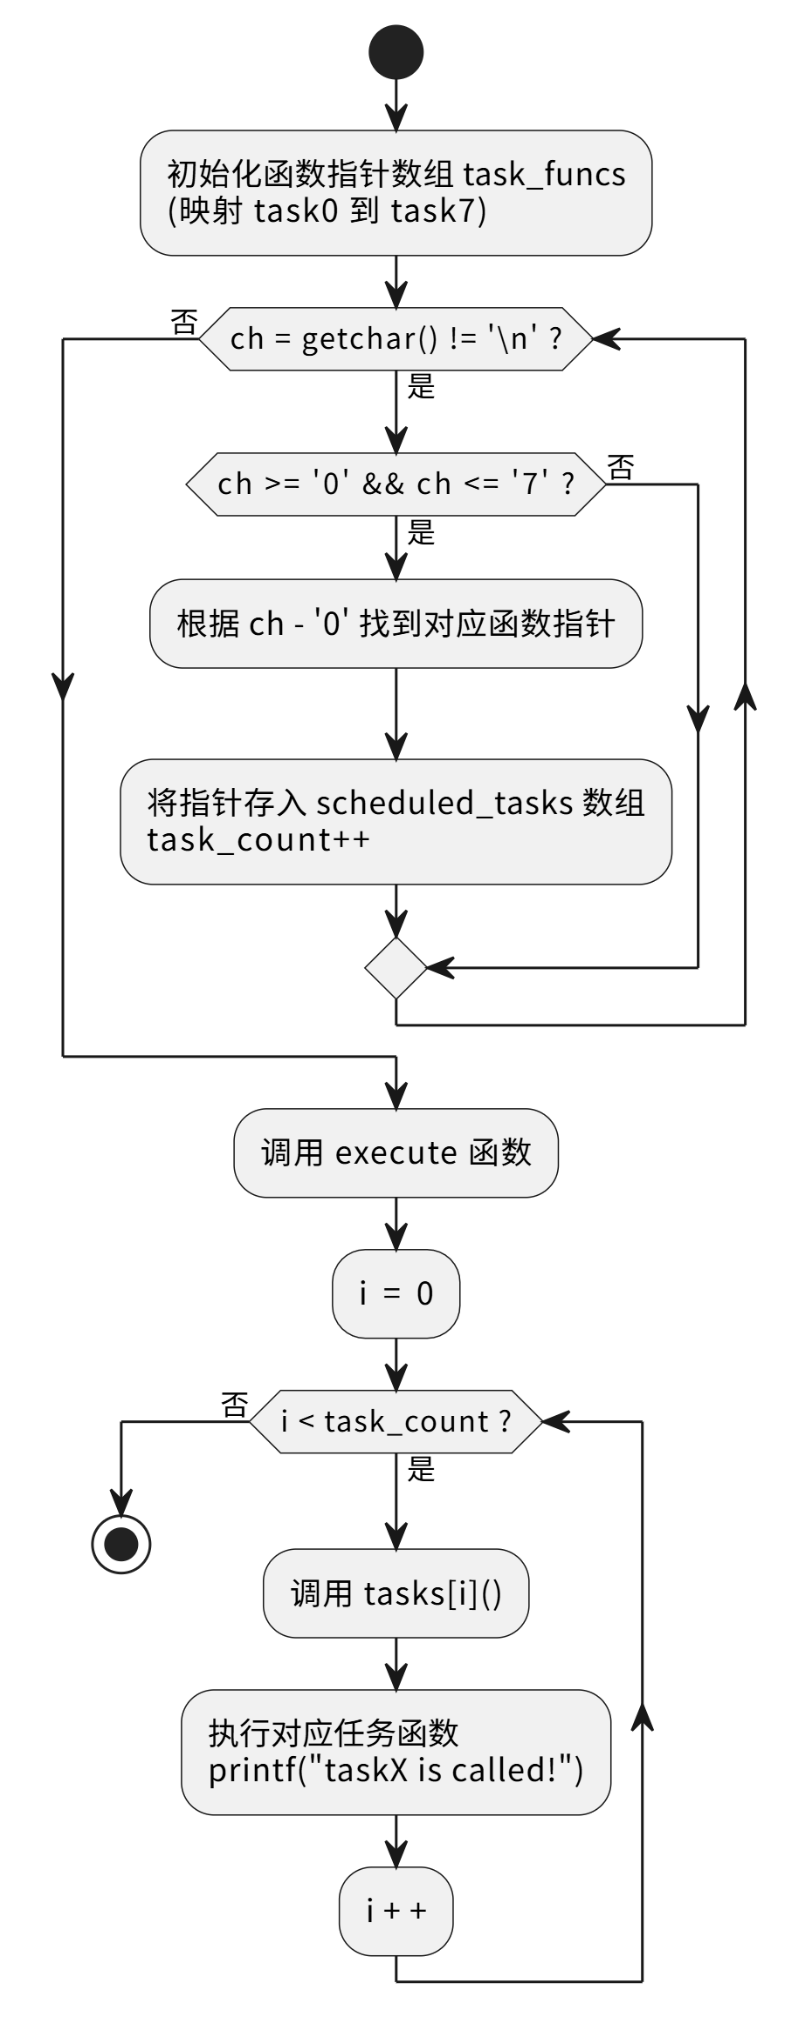 初始化函数指针数组 task_funcs
(映射 task0 到 task7)
否
ch = getchar() != '\n' ?
是
ch >= '0' && ch <= '7' ?
否
是
根据 ch - '0' 找到对应函数指针
将指针存入 scheduled_tasks 数组
task_count++
调用 execute 函数
i = 0
否
i < task_count ?
是
调用 tasks[i]()
执行对应任务函数
printf("taskX is called!")
i + +